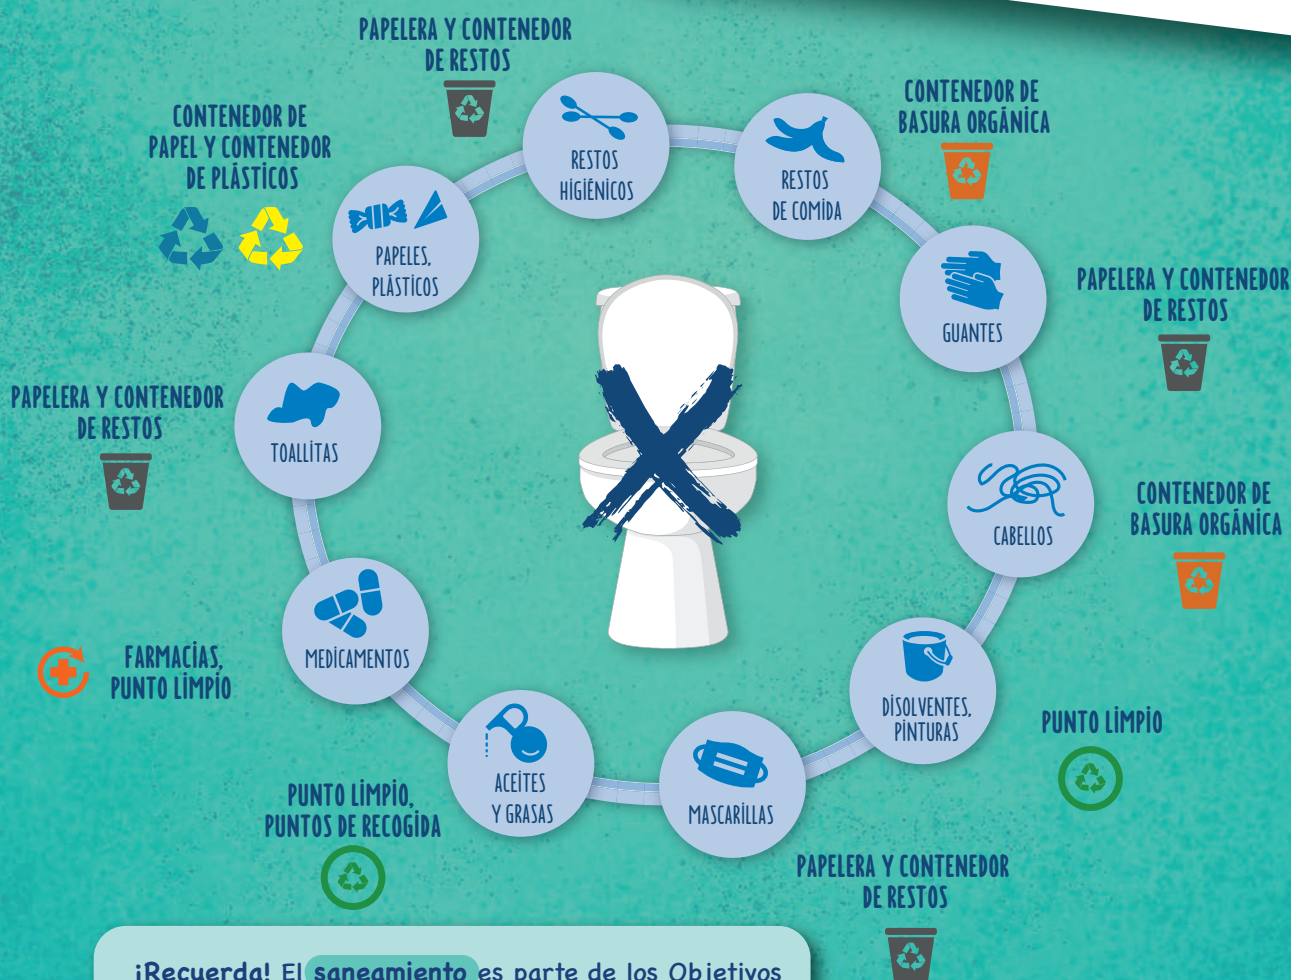 PAPELERA Y CONTENEDOR
DE RESTOS
CONTENEDOR DE
PAPEL Y CONTENEDOR
DE PLÁSTICOS
CONTENEDOR DE
BASURA ORGÁNICA
RESTOS
HIGIÉNICOS
RESTOS
DE COMIDA
PAPELES,
PLÁSTICOS
GUANTES
PAPELERA Y CONTENEDOR
DE RESTOS
PAPELERA Y CONTENEDOR
DE RESTOS
TOALLITAS
CABELLOS
CONTENEDOR DE
BASURA ORGÁNICA
MEDICAMENTOS
FARMACIAS,
PUNTO LIMPIO
DISOLVENTES,
PINTURAS
PUNTO LIMPIO
ACEITES
Y GRASAS
MASCARILLAS
PUNTO LIMPIO,
PUNTOS DE RECOGIDA
PAPELERA Y CONTENEDOR
DE RESTOS
¡Recuerda! El saneamiento es parte de los Objetivos